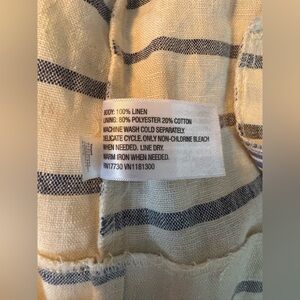 BODY: 100% LINEN
LINING: 80% POLYESTER 20% COTTON
MACHINE WASH COLD SEPARATELY.
DELICATE CYCLE. ONLY NON-CHLORINE BLEACH
WHEN NEEDED. LINE DRY.
WARM IRON WHEN NEEDED.
RN17730 VN1181300